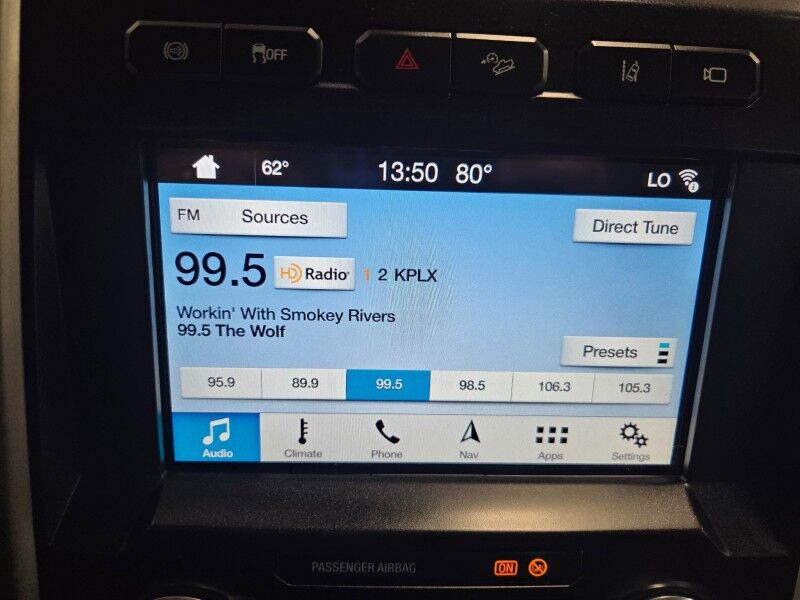 OFF
62° 13:50 80° LO
FM Sources Direct Tune
99.5 HD Radio 1 2 KPLX
Workin' With Smokey Rivers
99.5 The Wolf
Presets
95.9 89.9 99.5 98.5 106.3 105.3
Audio Climate Phone Nav Apps Settings
PASSENGER AIRBAG ON